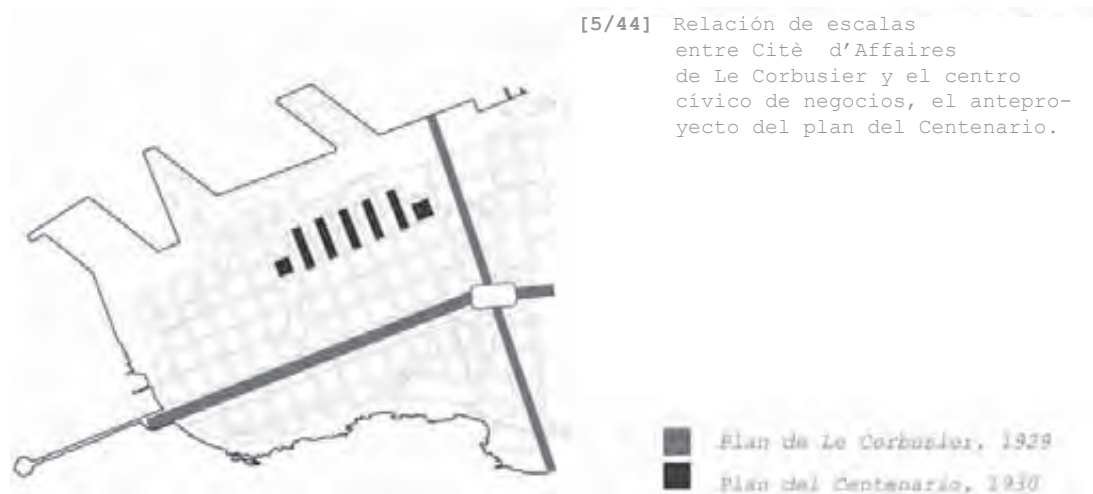 [5/44] Relación de escalas
entre Citè d'Affaires
de Le Corbusier y el centro
cívico de negocios, el antepro-
yecto del plan del Centenario.
Plan de Le Corbusier, 1929
Plan del Centenario, 1930